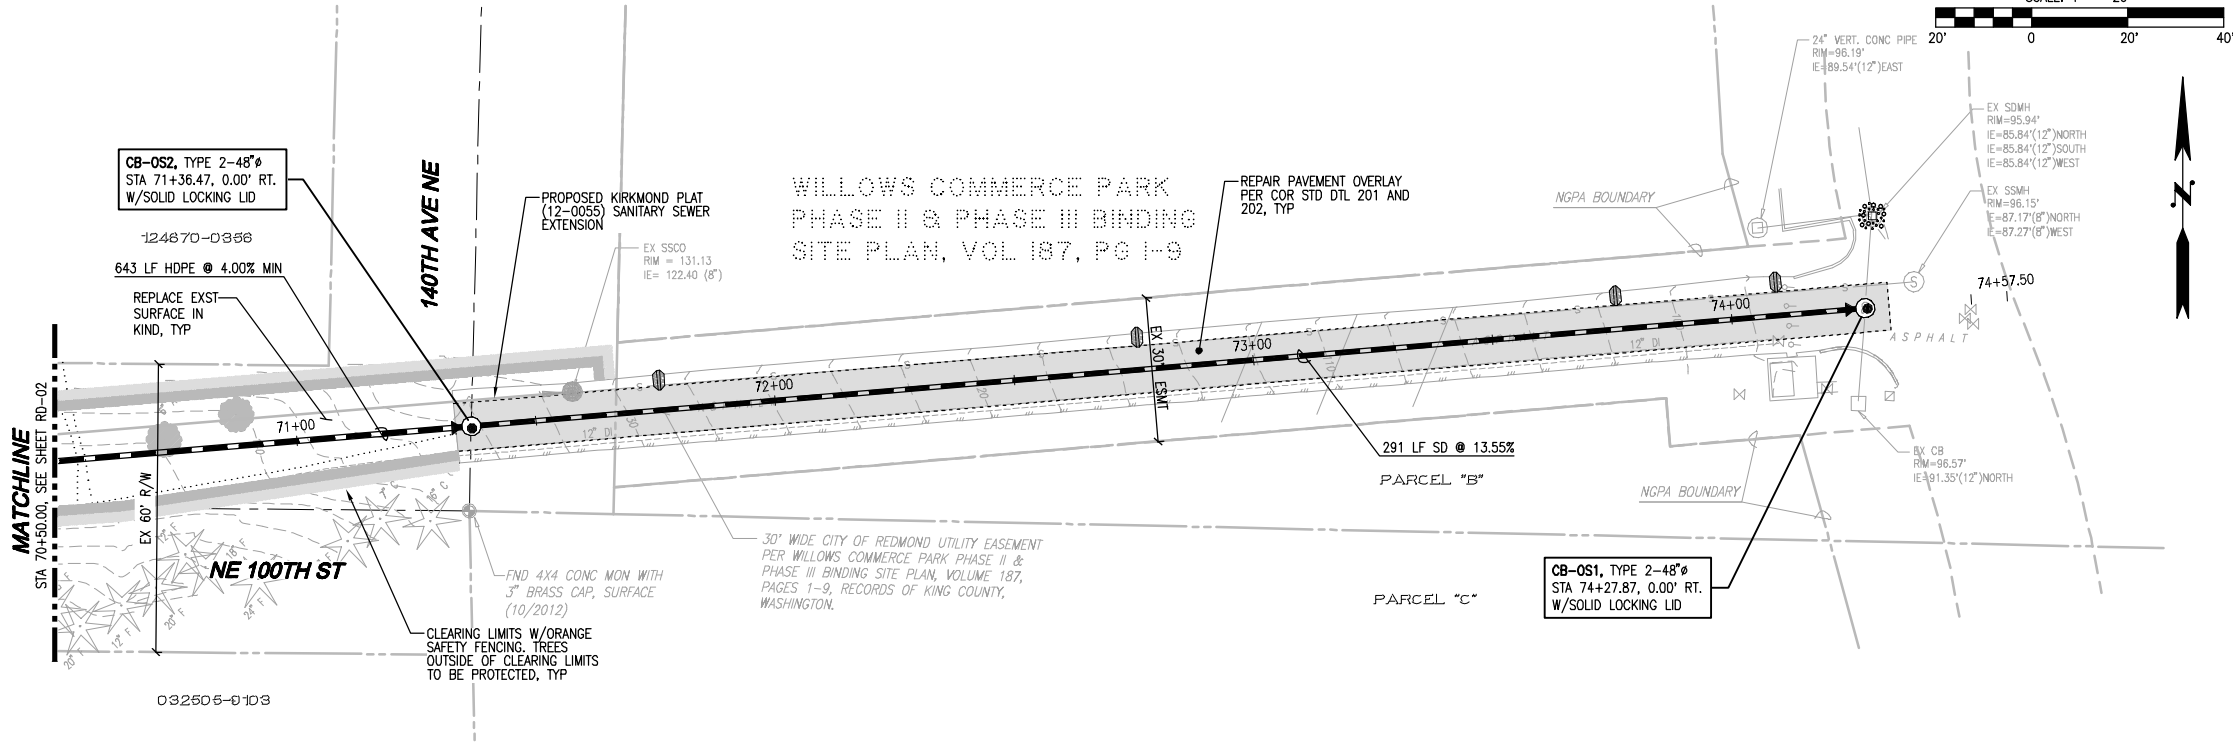 20'
0
20'
40'
24" VERT. CONC PIPE
RIM=96.19'
IE=89.54'(12")EAST
EX SDMH
RIM=95.94'
IE=85.84'(12")NORTH
IE=85.84'(12")SOUTH
IE=85.84'(12")WEST
EX SSMH
RIM=96.15'
IE=87.17'(8")NORTH
IE=87.27'(8")WEST
N
CB-OS2, TYPE 2-48"ø
STA 71+36.47, 0.00' RT.
W/SOLID LOCKING LID
124670-0356
643 LF HDPE @ 4.00% MIN
REPLACE EXST
SURFACE IN
KIND, TYP
140TH AVE NE
PROPOSED KIRKMOND PLAT
(12-0055) SANITARY SEWER
EXTENSION
EX SSCO
RIM = 131.13
IE= 122.40 (8")
WILLOWS COMMERCE PARK
PHASE II & PHASE III BINDING
SITE PLAN, VOL 187, PG 1-9
REPAIR PAVEMENT OVERLAY
PER COR STD DTL 201 AND
202, TYP
NGPA BOUNDARY
74+57.50
ASPHALT
71+00
72+00
73+00
74+00
EX 30' ESMT
12" DI
12" DI
MATCHLINE
STA 70+50.00, SEE SHEET RD-02
EX 60' R/W
291 LF SD @ 13.55%
PARCEL "B"
NGPA BOUNDARY
EX CB
RIM=96.57'
IE=91.35'(12")NORTH
7" C
16" C
12" F
18" F
24" F
20" F
12" F
20" F
NE 100TH ST
FND 4X4 CONC MON WITH
3" BRASS CAP, SURFACE
(10/2012)
30' WIDE CITY OF REDMOND UTILITY EASEMENT
PER WILLOWS COMMERCE PARK PHASE II &
PHASE III BINDING SITE PLAN, VOLUME 187,
PAGES 1-9, RECORDS OF KING COUNTY,
WASHINGTON.
PARCEL "C"
CB-OS1, TYPE 2-48"ø
STA 74+27.87, 0.00' RT.
W/SOLID LOCKING LID
CLEARING LIMITS W/ORANGE
SAFETY FENCING. TREES
OUTSIDE OF CLEARING LIMITS
TO BE PROTECTED, TYP
032505-9103